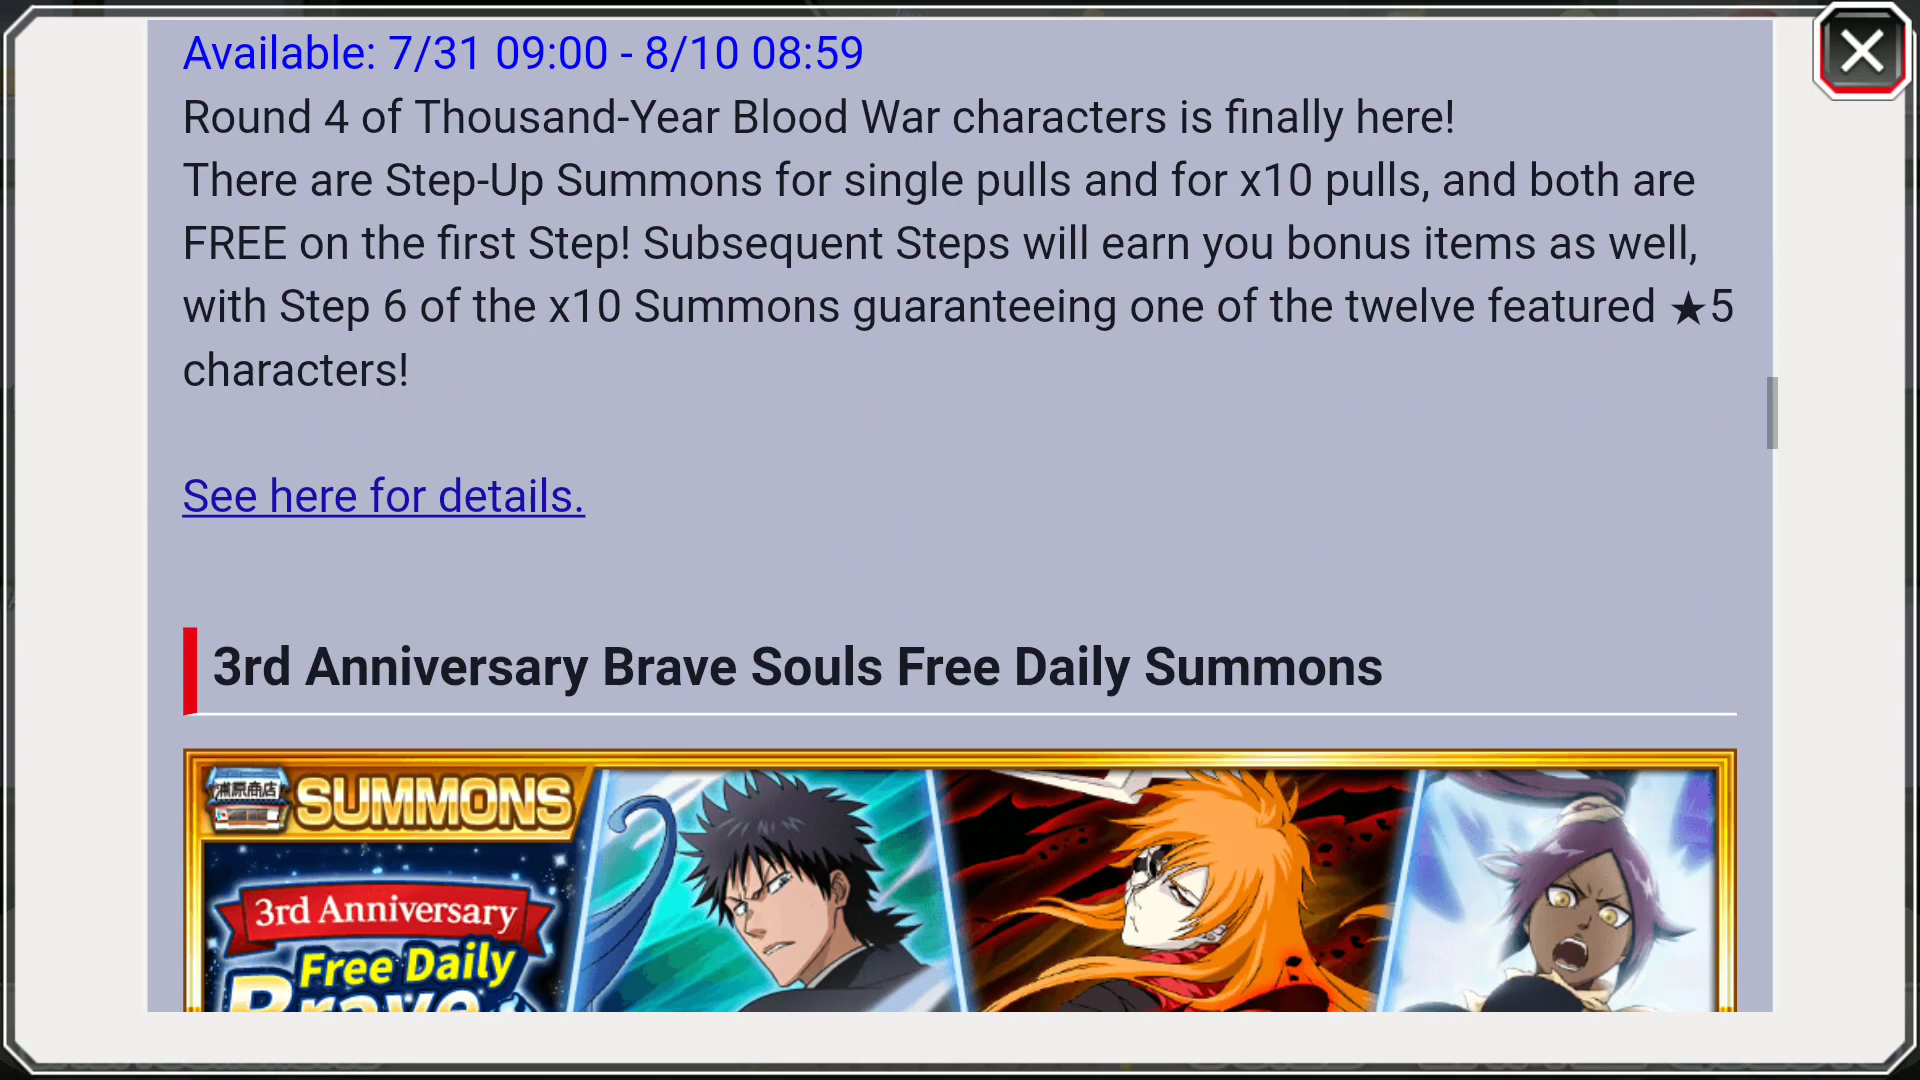 Available: 7/31 09:00 - 8/10 08:59
Round 4 of Thousand-Year Blood War characters is finally here!
There are Step-Up Summons for single pulls and for x10 pulls, and both are
FREE on the first Step! Subsequent Steps will earn you bonus items as well,
with Step 6 of the x10 Summons guaranteeing one of the twelve featured ★5
characters!
See here for details.
3rd Anniversary Brave Souls Free Daily Summons
浦原商店
SUMMONS
3rd Anniversary
Free Daily
Brave